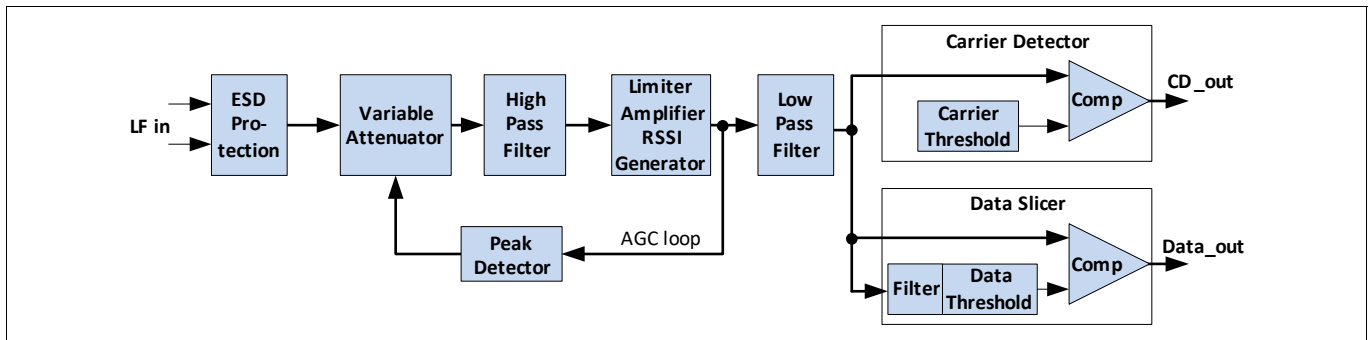 LF in
ESD
Pro-
tection
Variable
Attenuator
High
Pass
Filter
Limiter
Amplifier
RSSI
Generator
Low
Pass
Filter
Peak
Detector
AGC loop
Carrier Detector
Carrier
Threshold
Comp
CD_out
Data Slicer
Filter
Data
Threshold
Comp
Data_out